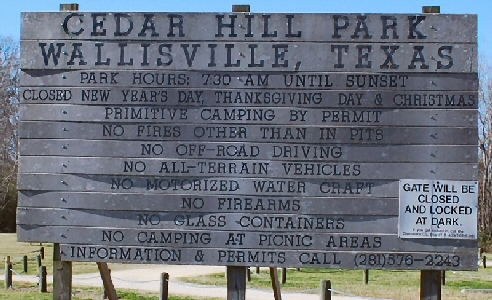 CEDAR HILL PARK
WALLISVILLE, TEXAS
PARK HOURS: 7:30 AM UNTIL SUNSET
CLOSED NEW YEAR'S DAY, THANKSGIVING DAY & CHRISTMAS
PRIMITIVE CAMPING BY PERMIT
NO FIRES OTHER THAN IN PITS
NO OFF-ROAD DRIVING
NO ALL-TERRAIN VEHICLES
NO MOTORIZED WATER CRAFT
NO FIREARMS
NO GLASS CONTAINERS
NO CAMPING AT PICNIC AREAS
INFORMATION & PERMITS CALL (281)576-2243
GATE WILL BE
CLOSED
AND LOCKED
AT DARK.